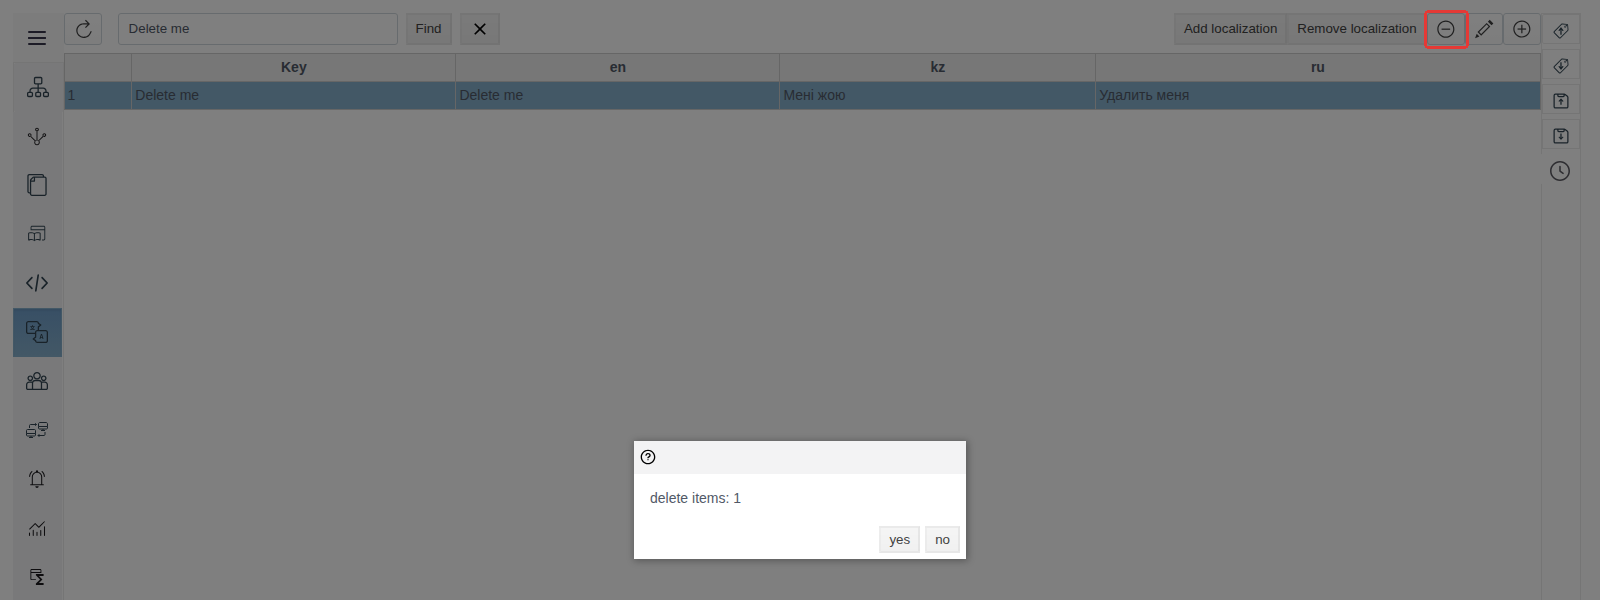 Delete me Find Add localization Remove localization
Key en kz ru
1 Delete me Delete me Мені жою Удалить меня
delete items: 1
yes no